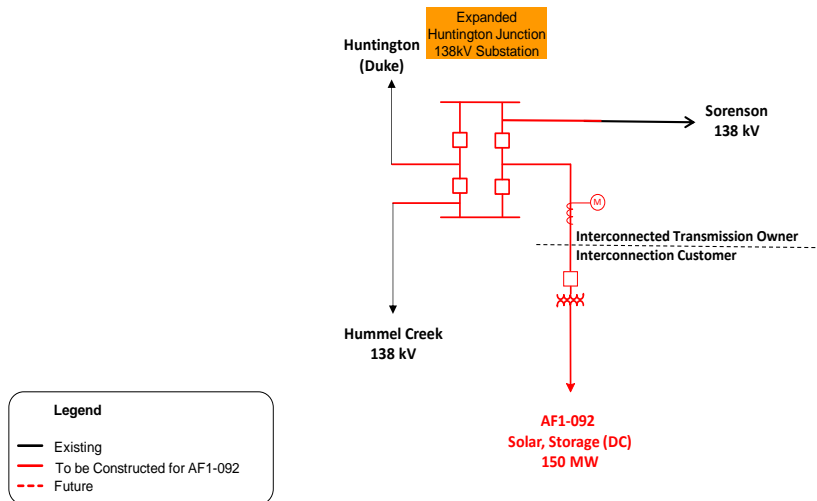 Expanded
Huntington Junction
138kV Substation
Huntington
(Duke)
Sorenson
138 kV
M
Interconnected Transmission Owner
Interconnection Customer
Hummel Creek
138 kV
AF1-092
Solar, Storage (DC)
150 MW
Legend
Existing
To be Constructed for AF1-092
Future